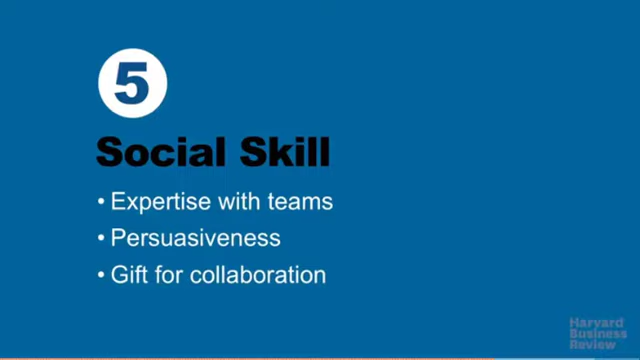 5
Social Skill
• Expertise with teams
• Persuasiveness
• Gift for collaboration
Harvard
Business
Review